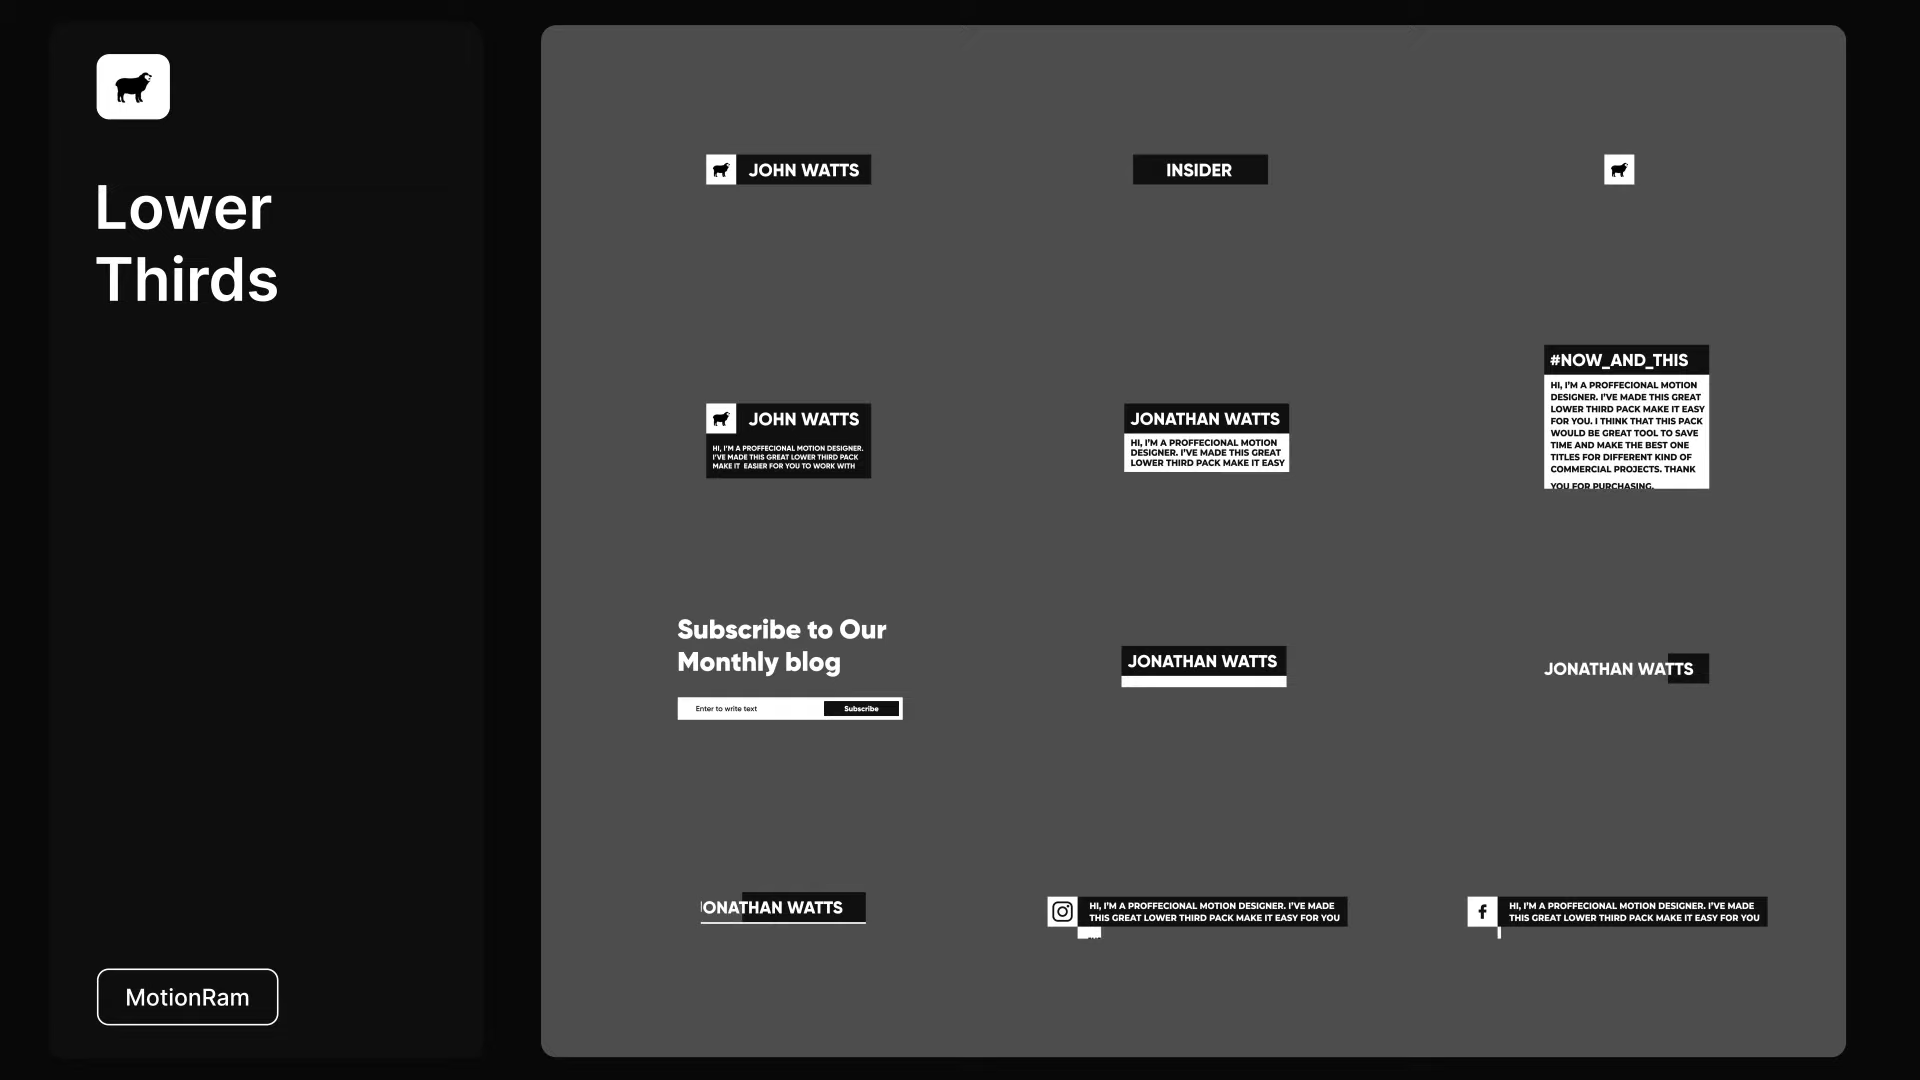 Lower
Thirds
MotionRam
JOHN WATTS
INSIDER
JOHN WATTS
HI, I'M A PROFFECIONAL MOTION DESIGNER.
I'VE MADE THIS GREAT LOWER THIRD PACK
MAKE IT EASIER FOR YOU TO WORK WITH
JONATHAN WATTS
HI, I'M A PROFFECIONAL MOTION
DESIGNER. I'VE MADE THIS GREAT
LOWER THIRD PACK MAKE IT EASY
#NOW_AND_THIS
HI, I'M A PROFFECIONAL MOTION
DESIGNER. I'VE MADE THIS GREAT
LOWER THIRD PACK MAKE IT EASY
FOR YOU. I THINK THAT THIS PACK
WOULD BE GREAT TOOL TO SAVE
TIME AND MAKE THE BEST ONE
TITLES FOR DIFFERENT KIND OF
COMMERCIAL PROJECTS. THANK
YOU FOR PURCHASING.
Subscribe to Our
Monthly blog
Enter to write text
Subscribe
JONATHAN WATTS
JONATHAN WATTS
JONATHAN WATTS
HI, I'M A PROFFECIONAL MOTION DESIGNER. I'VE MADE
THIS GREAT LOWER THIRD PACK MAKE IT EASY FOR YOU
HI, I'M A PROFFECIONAL MOTION DESIGNER. I'VE MADE
THIS GREAT LOWER THIRD PACK MAKE IT EASY FOR YOU